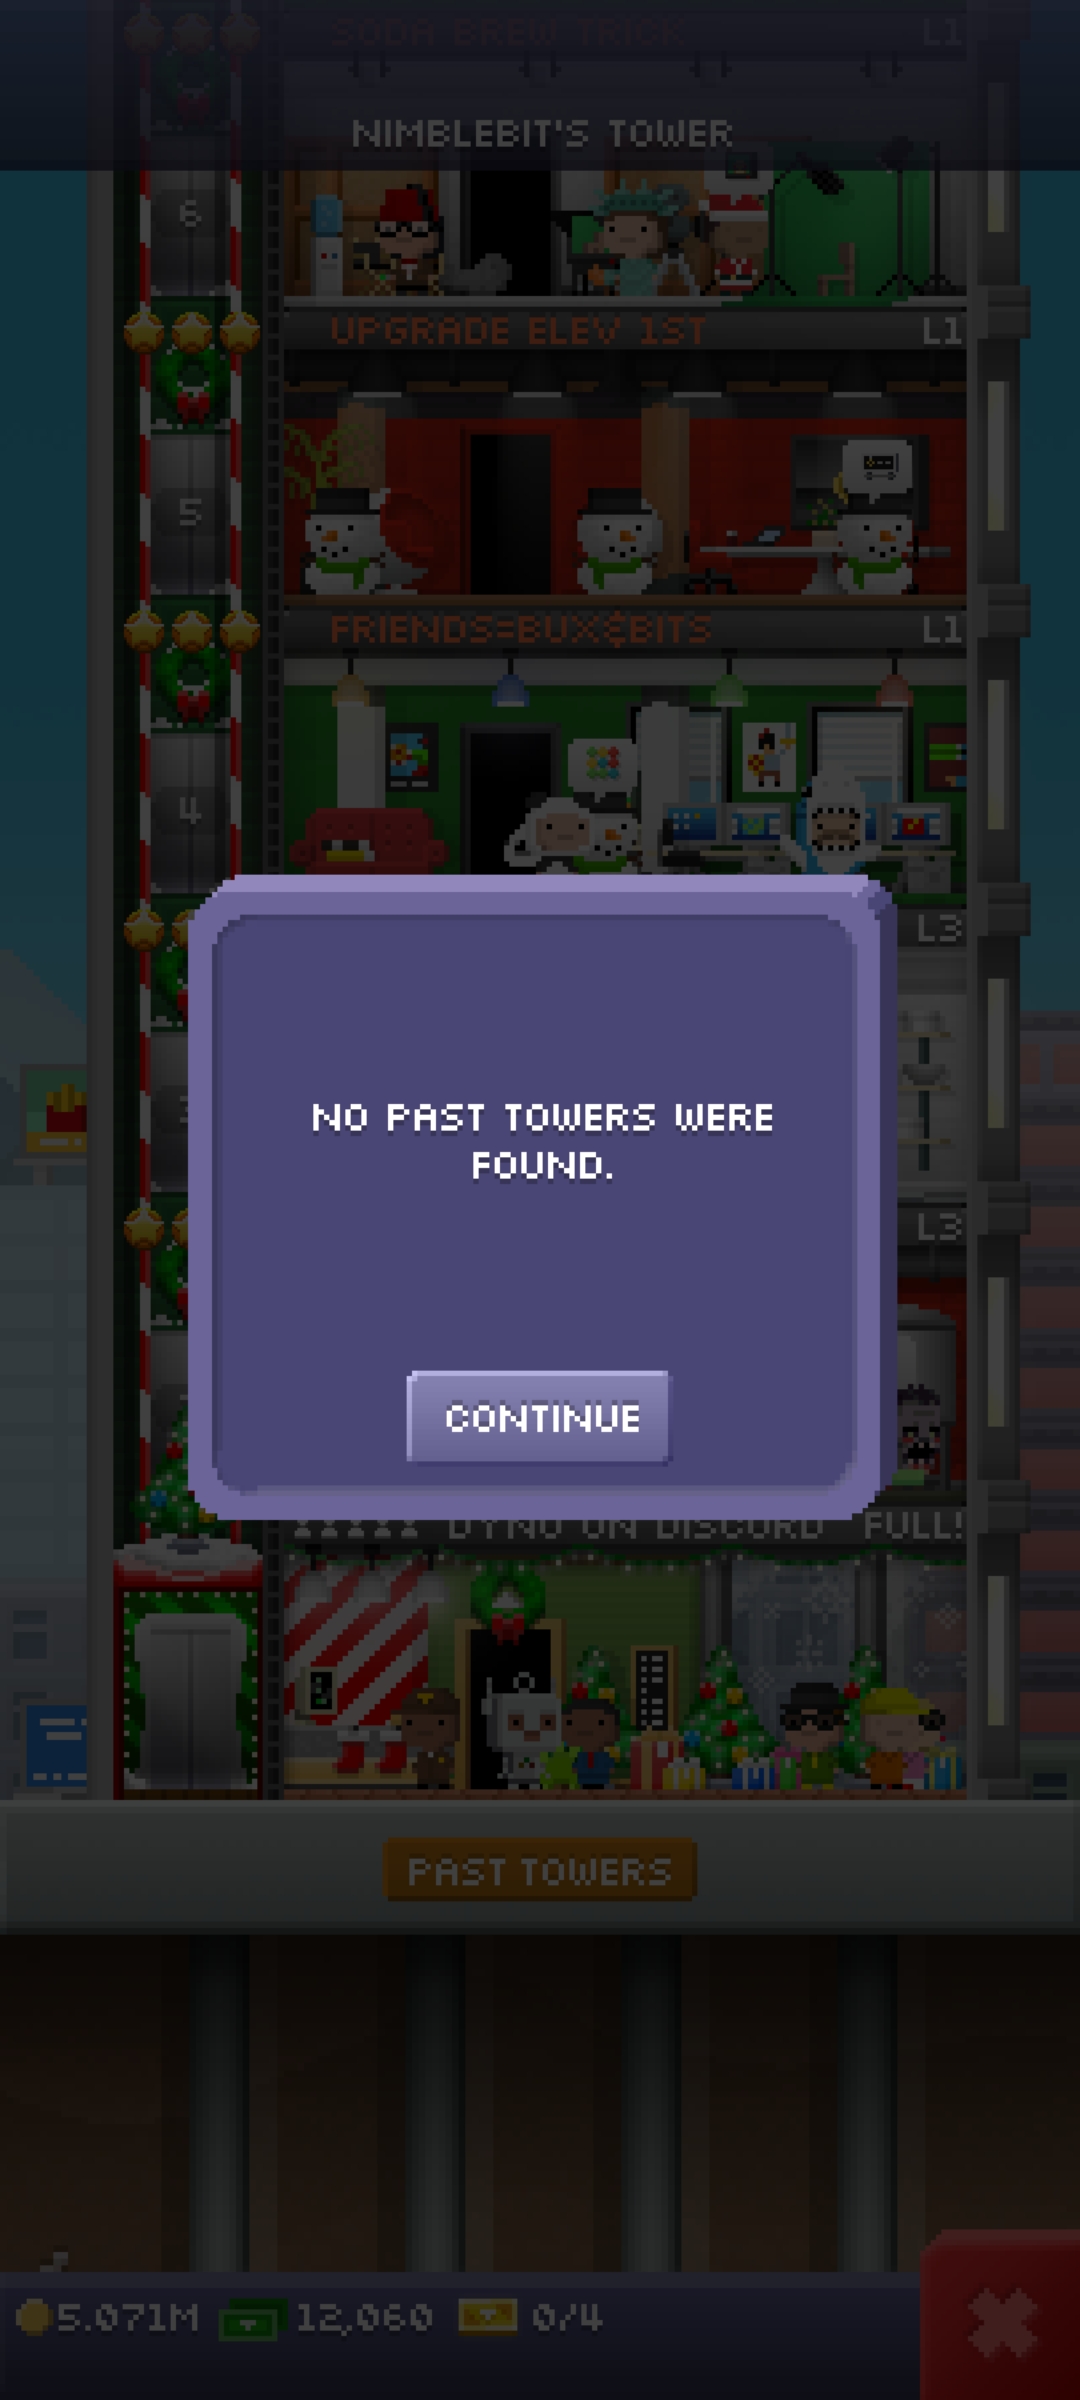 SODA BREW TRICK L1
NIMBLEBIT'S TOWER
6
UPGRADE ELEV 1ST L1
5
FRIENDS=BUX&BITS L1
4
L3
3
L3
NO PAST TOWERS WERE
FOUND.
CONTINUE
DYNO ON DISCORD FULL!
PAST TOWERS
5.071M 12,060 0/4